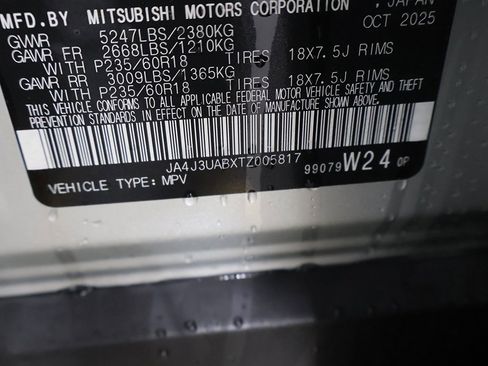 MFD.BY MITSUBISHI MOTORS CORPORATION , JAPAN
GVWR 5247LBS/2380KG OCT 2025
GAWR FR 2668LBS/1210KG
WITH P235/60R18 TIRES 18X7.5J RIMS
GAWR RR 3009LBS/1365KG
WITH P235/60R18 TIRES 18X7.5J RIMS
THIS VEHICLE CONFORMS TO ALL APPLICABLE FEDERAL MOTOR VEHICLE SAFETY, BUMPER, AND THEFT
PREVENTION STANDARDS IN EFFECT ON THE DATE OF MANUFACTURE SHOWN ABOVE.
JA4J3UABXTZ005817
99079 W24 0P
VEHICLE TYPE: MPV